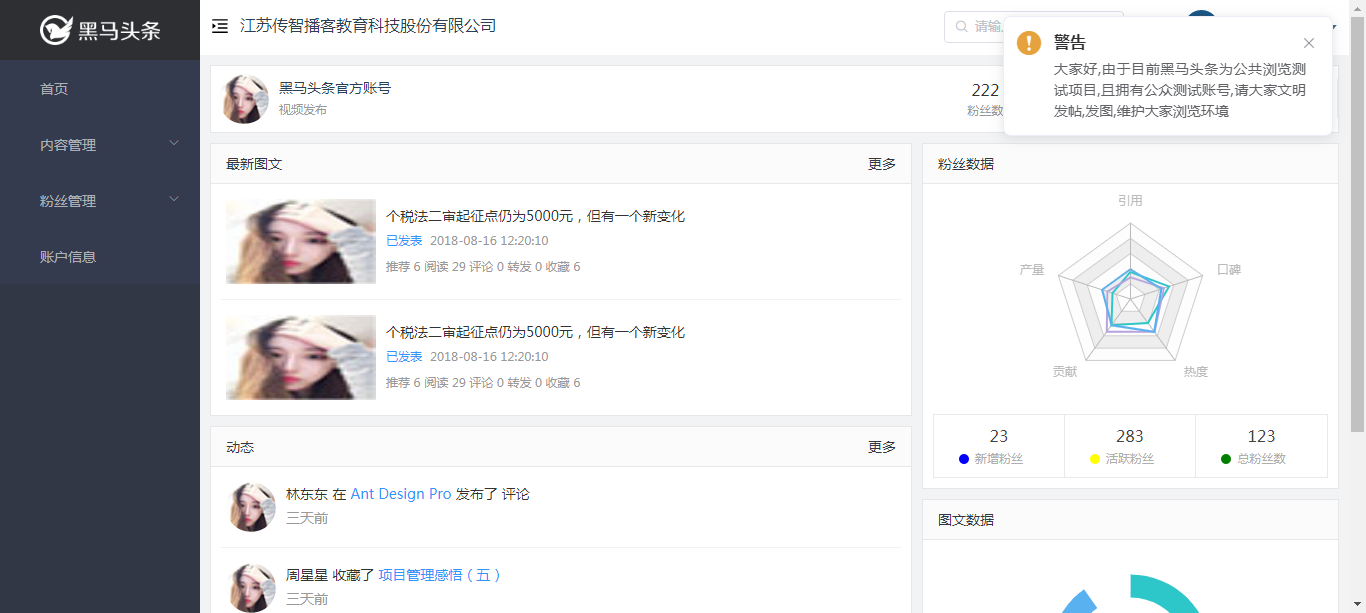 黑马头条
江苏传智播客教育科技股份有限公司
请输
警告
大家好,由于目前黑马头条为公共浏览测
试项目,且拥有公众测试账号,请大家文明
发帖,发图,维护大家浏览环境
首页
内容管理
粉丝管理
账户信息
黑马头条官方账号
视频发布
222
粉丝数
最新图文 更多
个税法二审起征点仍为5000元，但有一个新变化
已发表 2018-08-16 12:20:10
推荐 6 阅读 29 评论 0 转发 0 收藏 6
个税法二审起征点仍为5000元，但有一个新变化
已发表 2018-08-16 12:20:10
推荐 6 阅读 29 评论 0 转发 0 收藏 6
动态 更多
林东东 在 Ant Design Pro 发布了 评论
三天前
周星星 收藏了 项目管理感悟（五）
三天前
粉丝数据
引用
产量
口碑
贡献
热度
23 283 123
新增粉丝 活跃粉丝 总粉丝数
图文数据